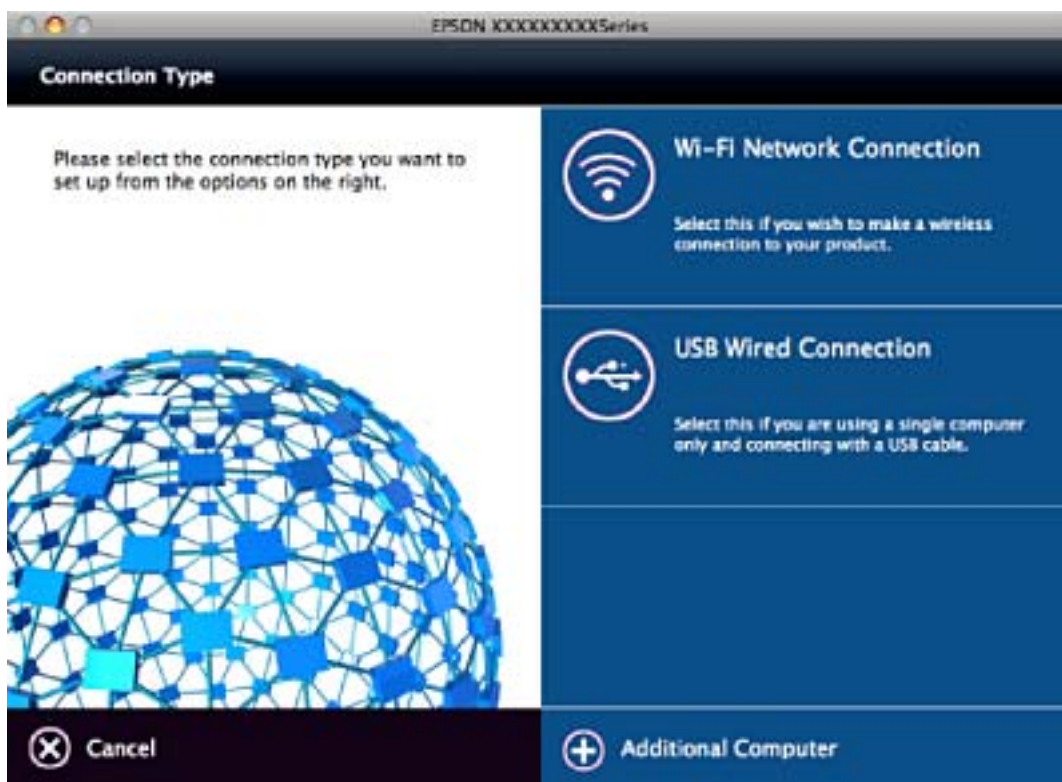 EPSON XXXXXXXXXSeries
Connection Type
Please select the connection type you want to
set up from the options on the right.
Wi-Fi Network Connection
Select this if you wish to make a wireless
connection to your product.
USB Wired Connection
Select this if you are using a single computer
only and connecting with a USB cable.
Cancel
Additional Computer